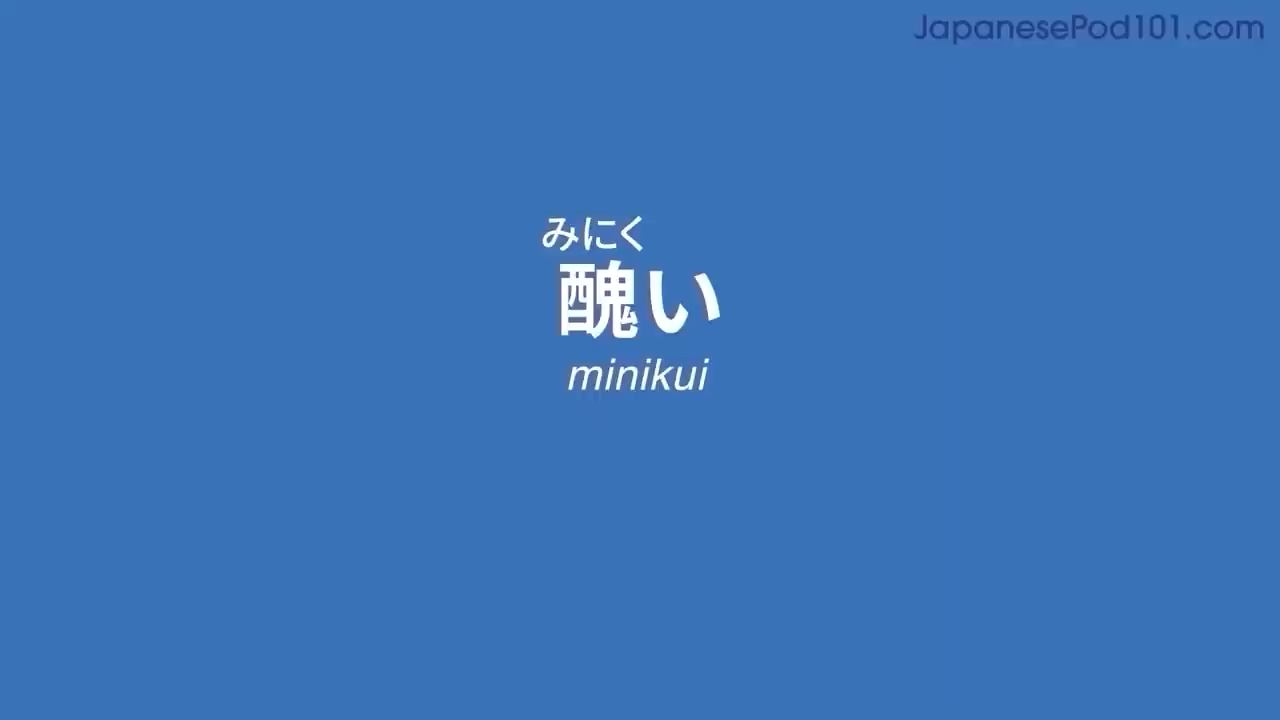 JapanesePod101.com
みにく
醜い
minikui